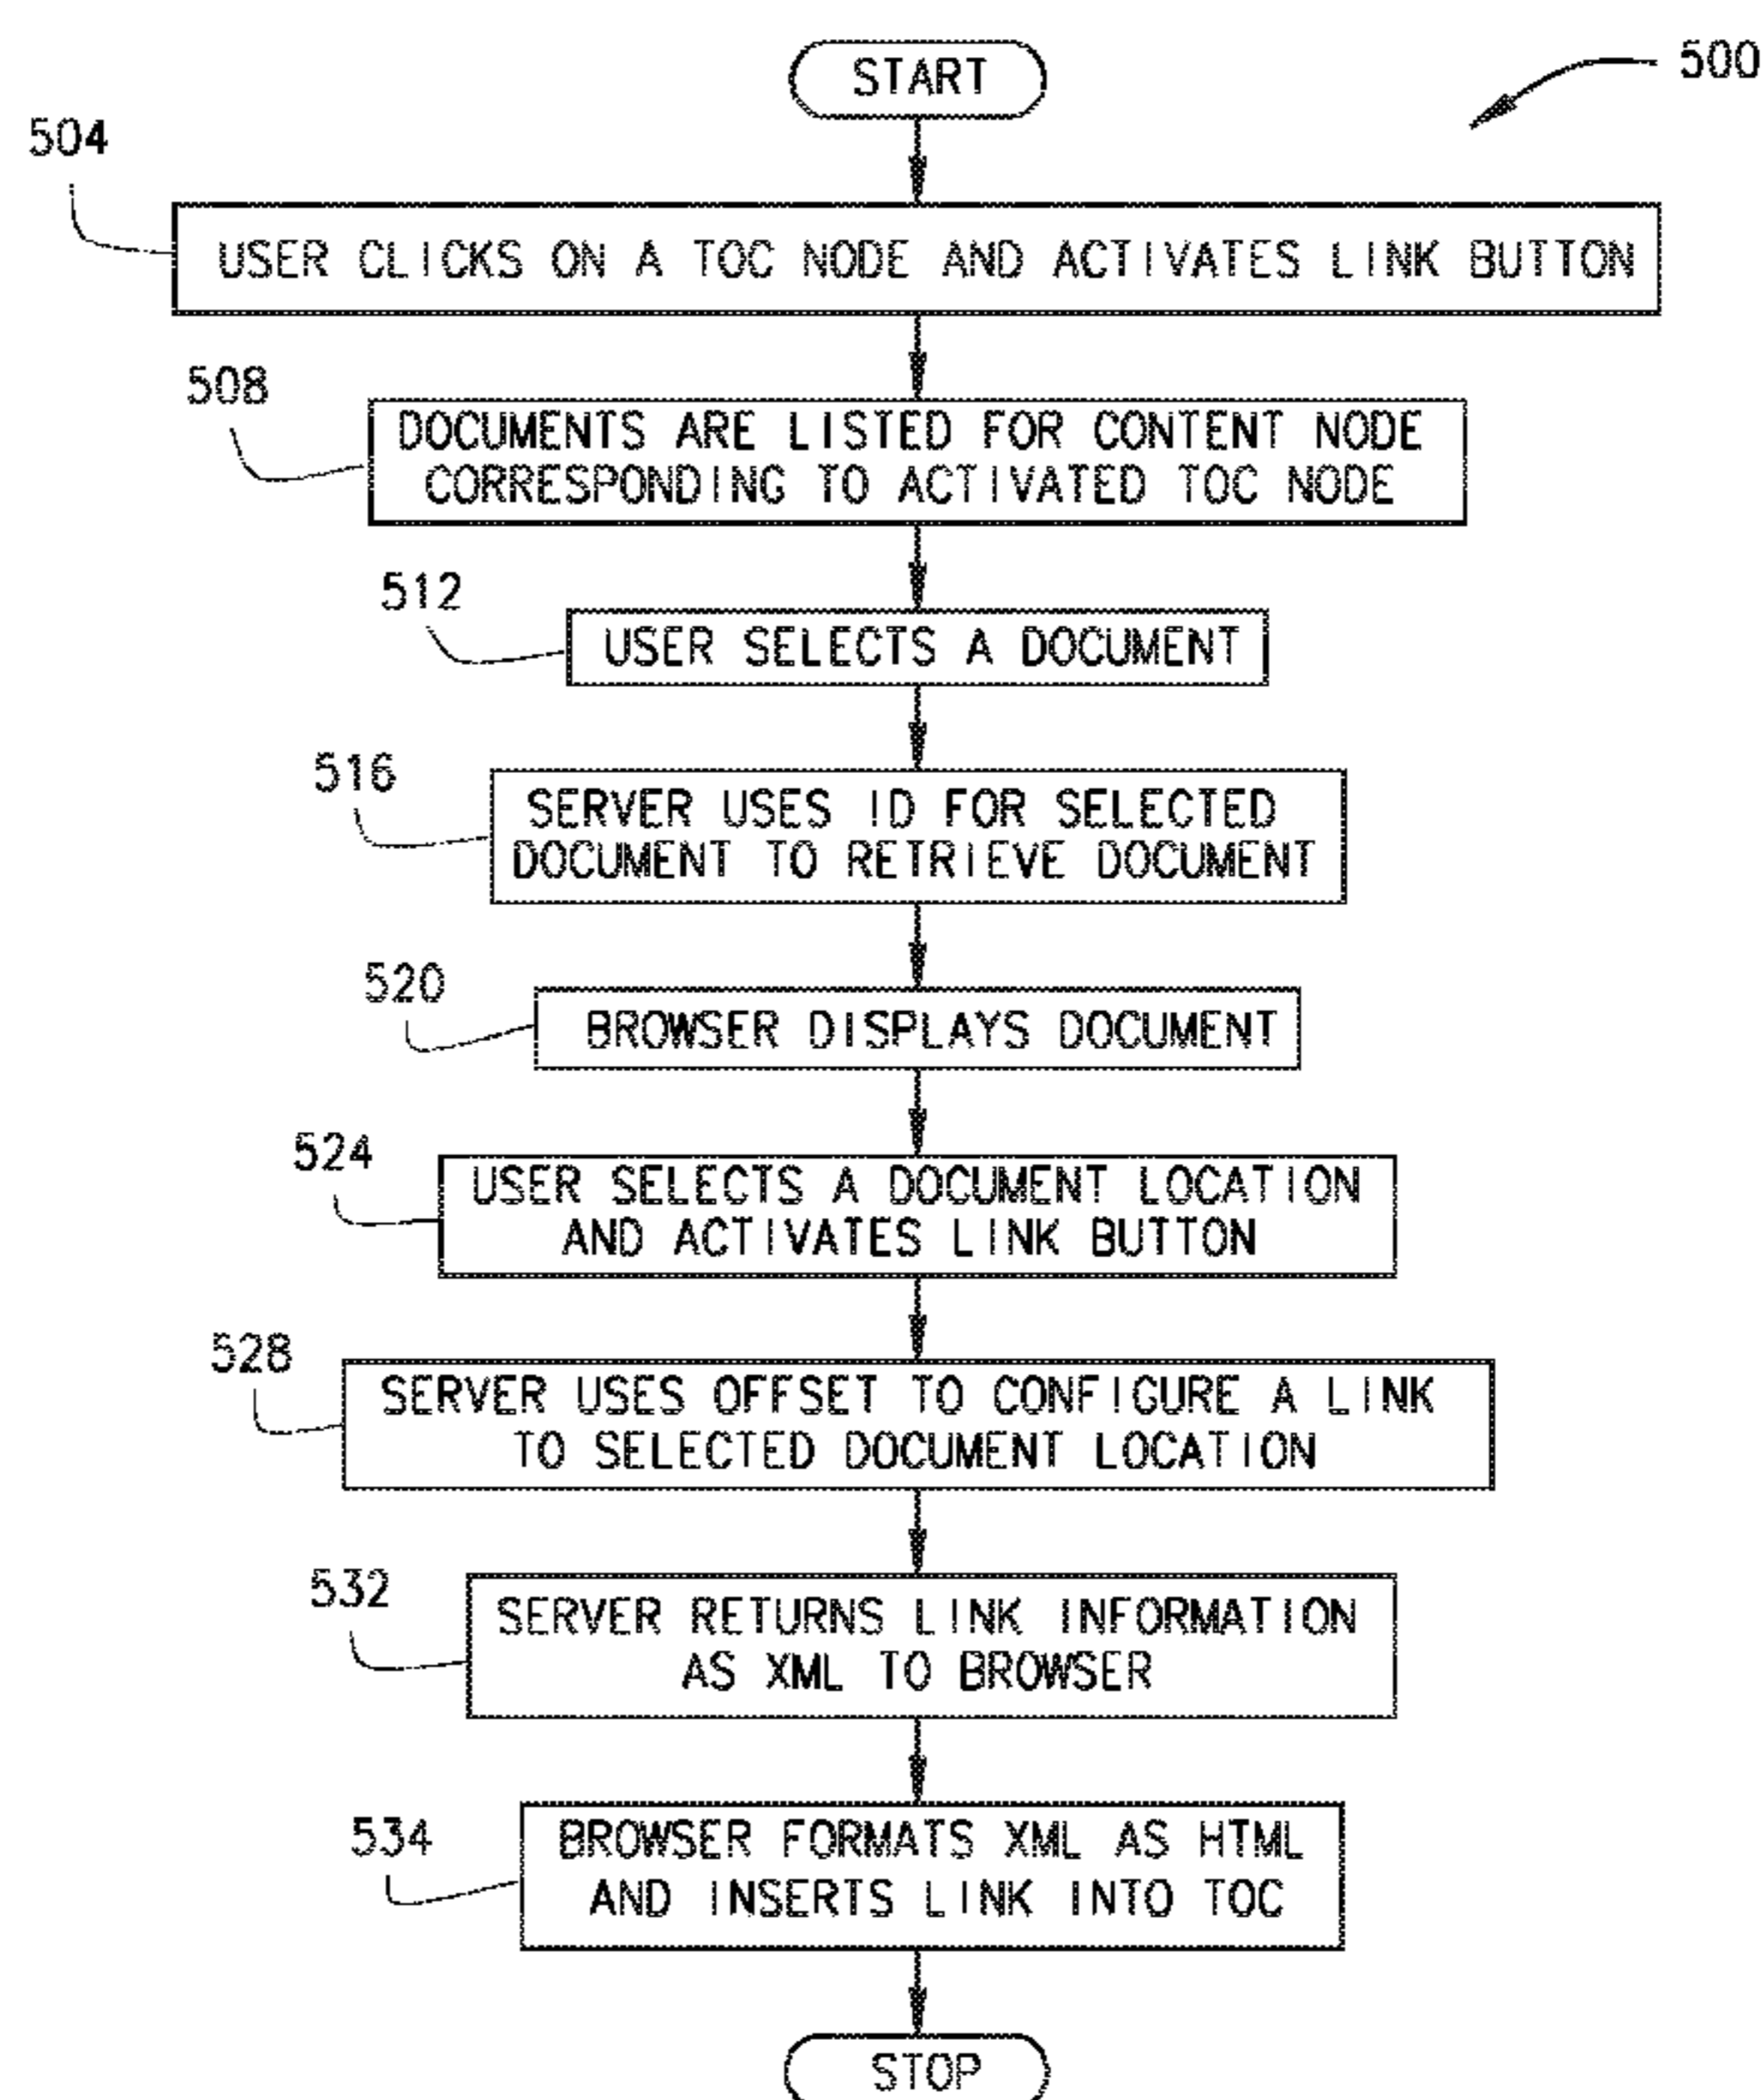 START
500
504
USER CLICKS ON A TOC NODE AND ACTIVATES LINK BUTTON
508
DOCUMENTS ARE LISTED FOR CONTENT NODE
CORRESPONDING TO ACTIVATED TOC NODE
512
USER SELECTS A DOCUMENT
516
SERVER USES ID FOR SELECTED
DOCUMENT TO RETRIEVE DOCUMENT
520
BROWSER DISPLAYS DOCUMENT
524
USER SELECTS A DOCUMENT LOCATION
AND ACTIVATES LINK BUTTON
528
SERVER USES OFFSET TO CONFIGURE A LINK
TO SELECTED DOCUMENT LOCATION
532
SERVER RETURNS LINK INFORMATION
AS XML TO BROWSER
534
BROWSER FORMATS XML AS HTML
AND INSERTS LINK INTO TOC
STOP